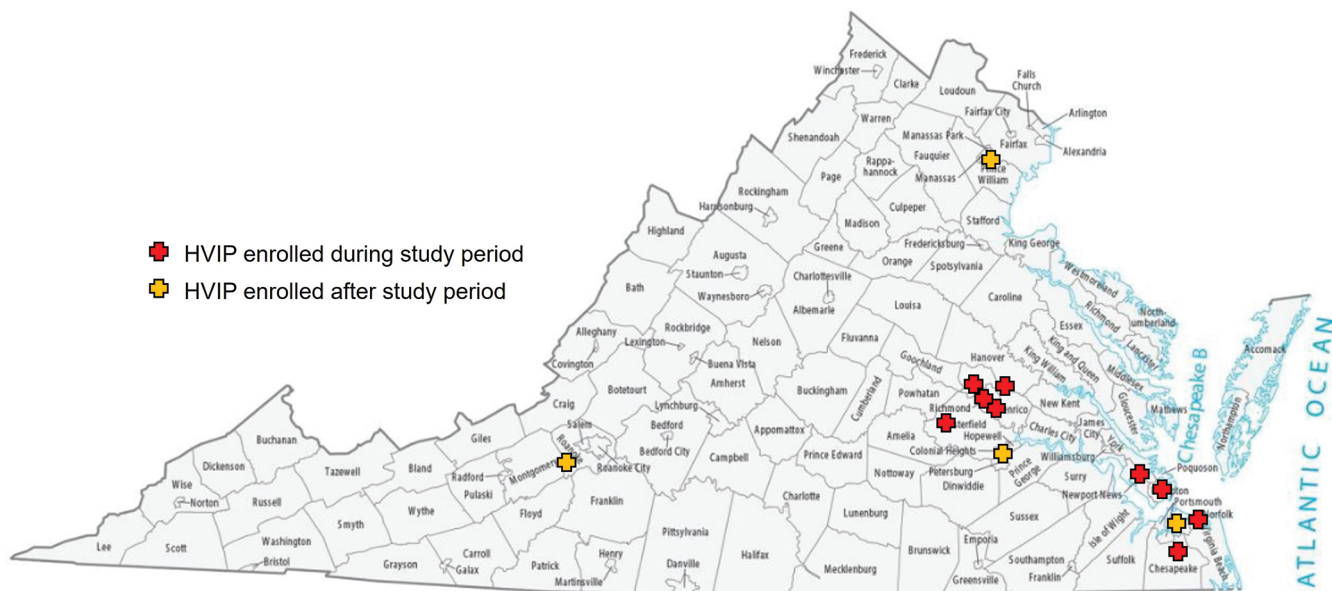 Frederick
Winchester
Clarke
Loudoun
Falls
Church
Fairfax City
Arlington
Warren
Manassas Park
Fairfax
Alexandria
Shenandoah
Fauquier
Rappa-
hannock
Manassas
Prince
William
Page
Rockingham
Harrisonburg
Culpeper
Madison
Stafford
Highland
Greene
Fredericksburg
King George
HVIP enrolled during study period
Augusta
Orange
Spotsylvania
Staunton
Charlottesville
Westmoreland
HVIP enrolled after study period
Bath
Waynesboro
Albemarle
Louisa
Caroline
Richmond
North-
umberland
Essex
Alleghany
Rockbridge
Lexington
Nelson
Fluvanna
King and Queen
Lancaster
Accomack
Covington
Buena Vista
Goochland
Hanover
King William
Middlesex
Chesapeake B
ATLANTIC OCEAN
Botetourt
Amherst
Buckingham
Cumberland
Powhatan
Craig
Lynchburg
Richmond
enrico
New Kent
Gloucester
Mathews
Northampton
Salem
Bedford
Appomattox
Amelia
terfield
Hopewell
Charles City
James
City
York
Buchanan
Giles
Roanoke
Bedford City
Campbell
Prince Edward
Colonial Heights
Williamsburg
Dickenson
Tazewell
Bland
Radford
Montgomery
Roanoke City
Nottoway
Petersburg
Prince
George
Surry
Poquoson
Wise
Norton
Russell
Pulaski
Dinwiddie
Newport News
ton
Wythe
Floyd
Franklin
Charlotte
Lunenburg
Sussex
Isle of Wight
Portsmouth
Norfolk
Smyth
Pittsylvania
Lee
Scott
Washington
Bristol
Grayson
Carroll
Galax
Patrick
Henry
Martinsville
Danville
Halifax
Mecklenburg
Brunswick
Emporia
Greensville
Southampton
Franklin
Suffolk
Chesapeake
Virginia Beach